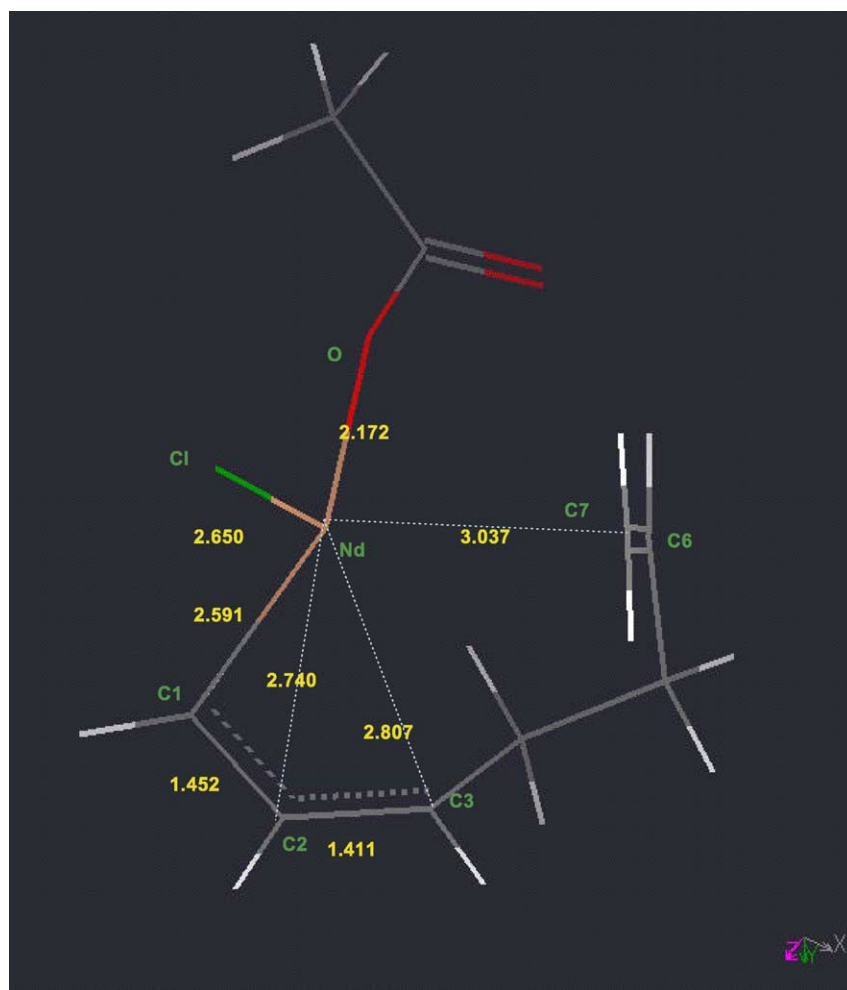 O
2.172
Cl
C7
C6
2.650
3.037
Nd
2.591
2.740
C1
2.807
1.452
C3
C2
1.411
Z Y X